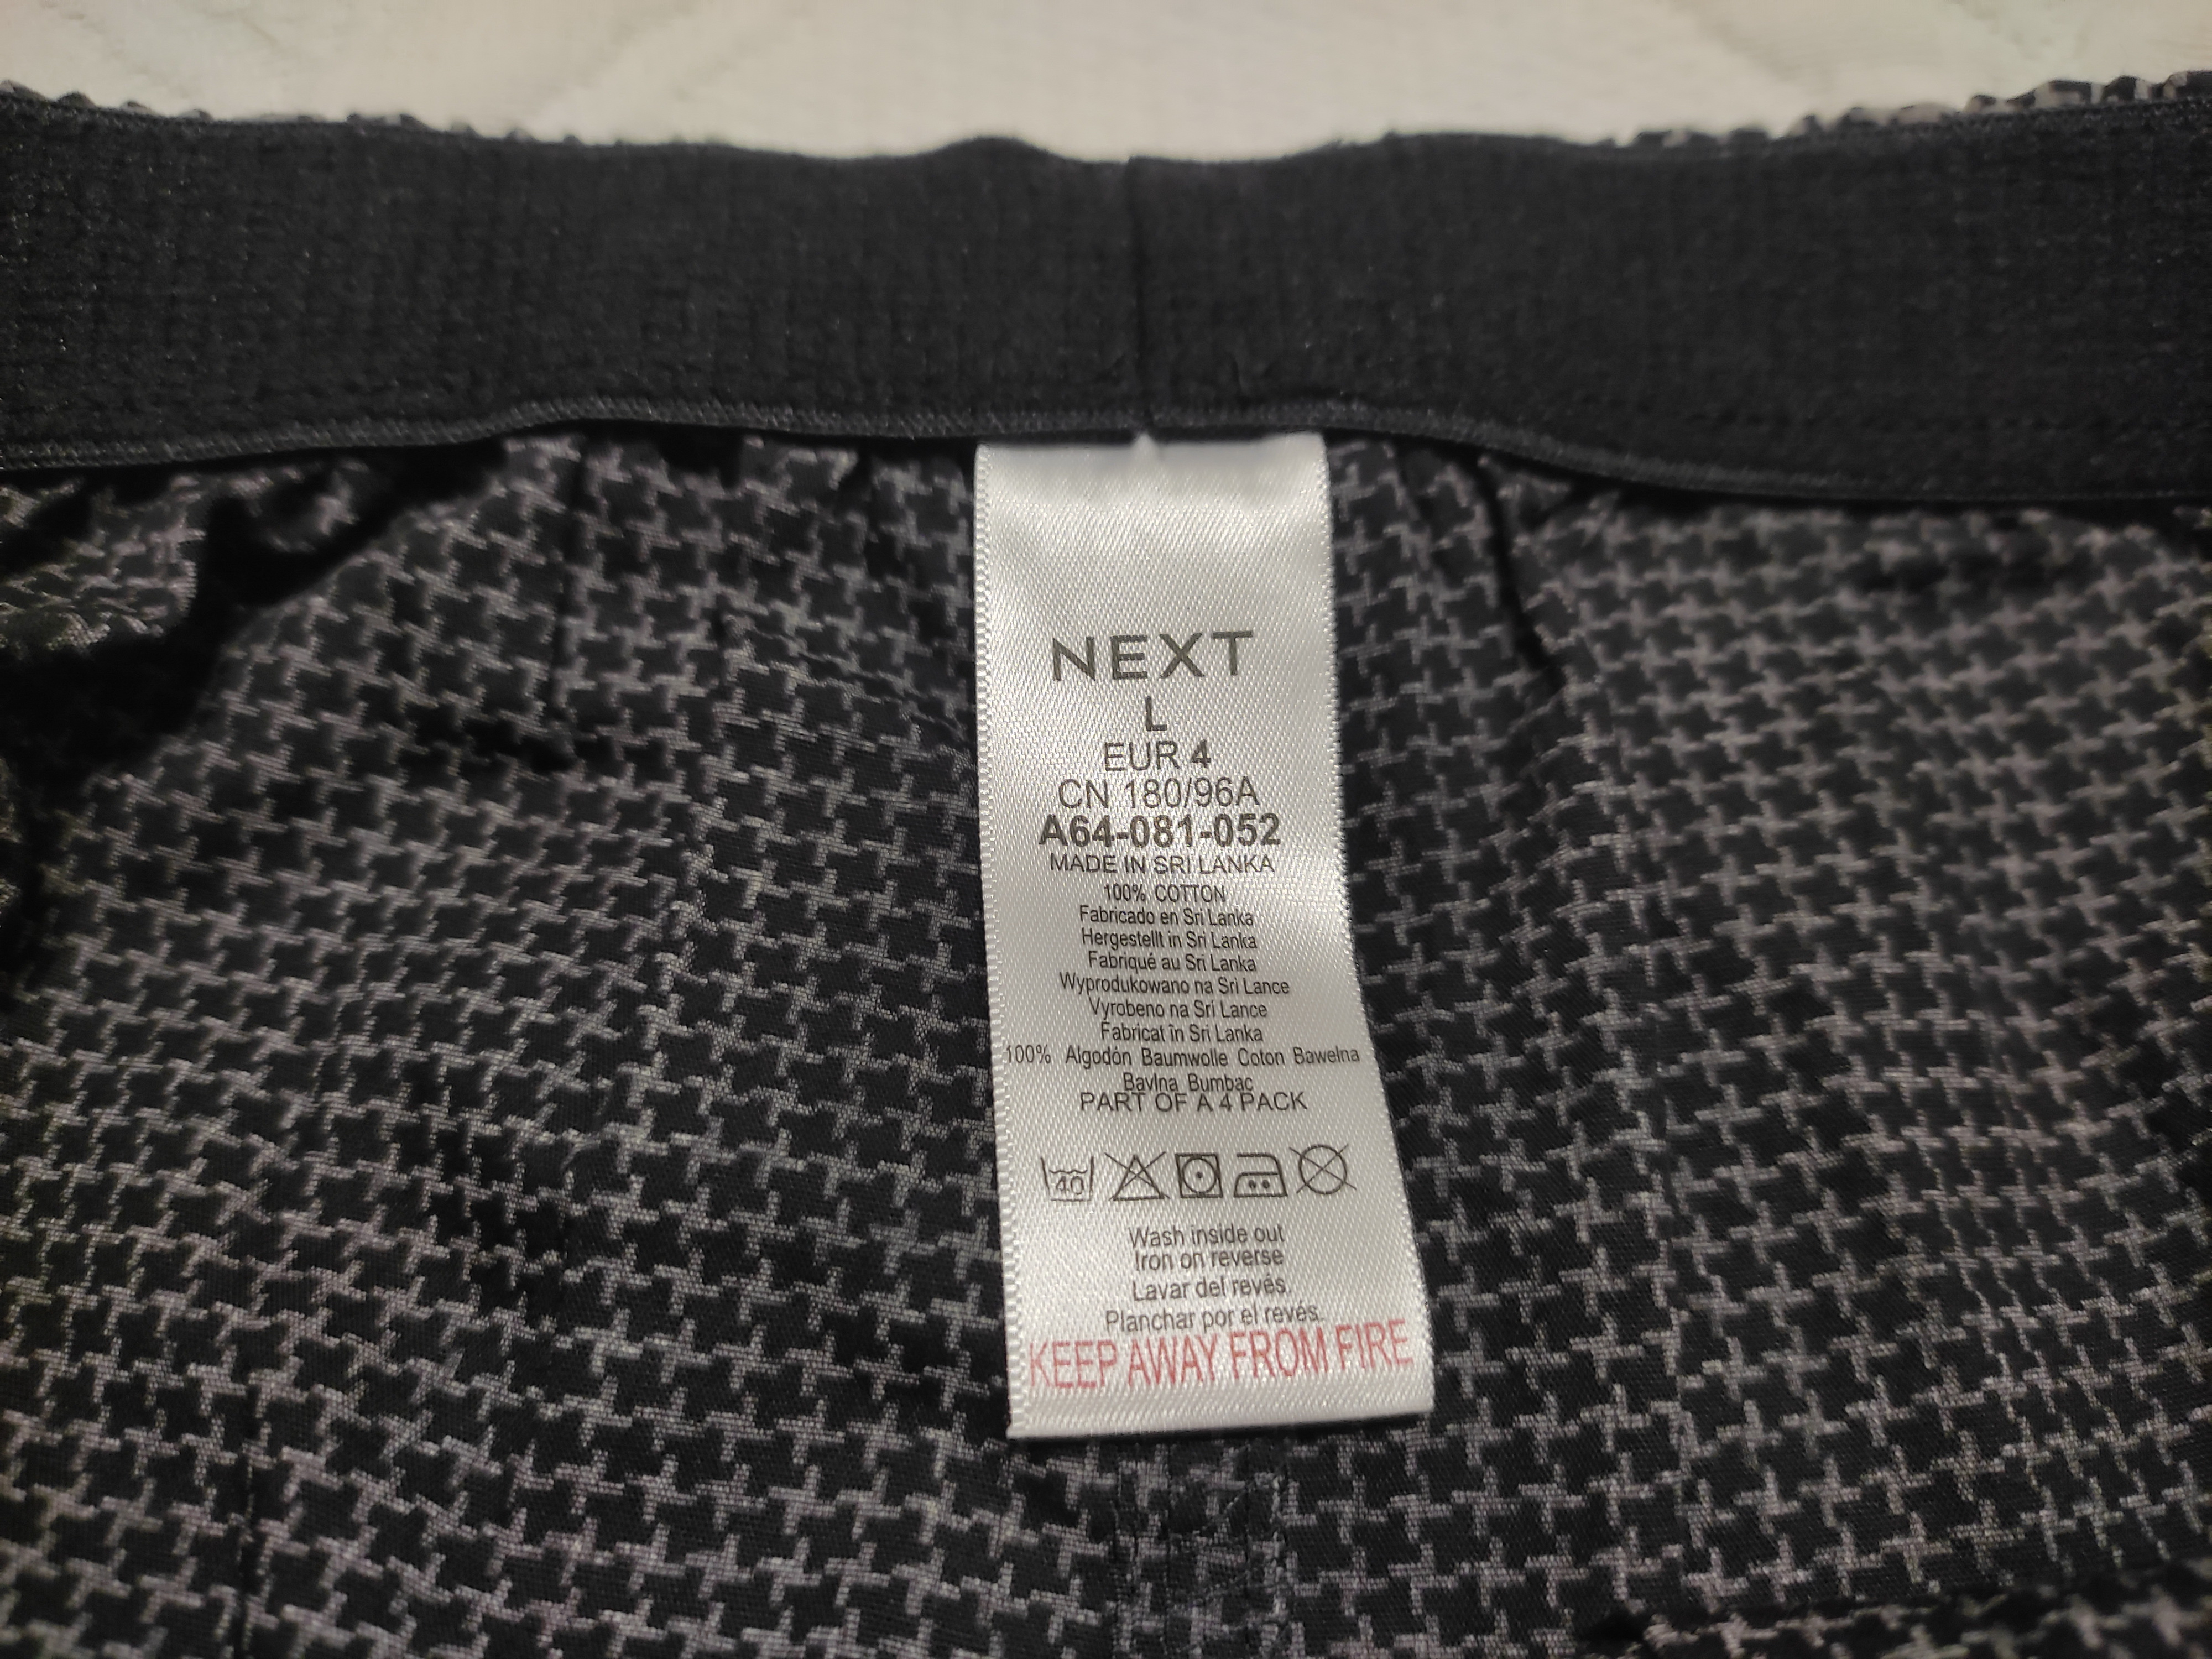 NEXT
L
EUR 4
CN 180/96A
A64-081-052
MADE IN SRI LANKA
100% COTTON
Fabricado en Sri Lanka
Hergestellt in Sri Lanka
Fabriqué au Sri Lanka
Wyprodukowano na Sri Lance
Vyrobeno na Srí Lance
Fabricat în Sri Lanka
100% Algodón Baumwolle Coton Bawełna
Bavlna Bumbac
PART OF A 4 PACK
40
Wash inside out
Iron on reverse
Lavar del revés.
Planchar por el revés.
KEEP AWAY FROM FIRE